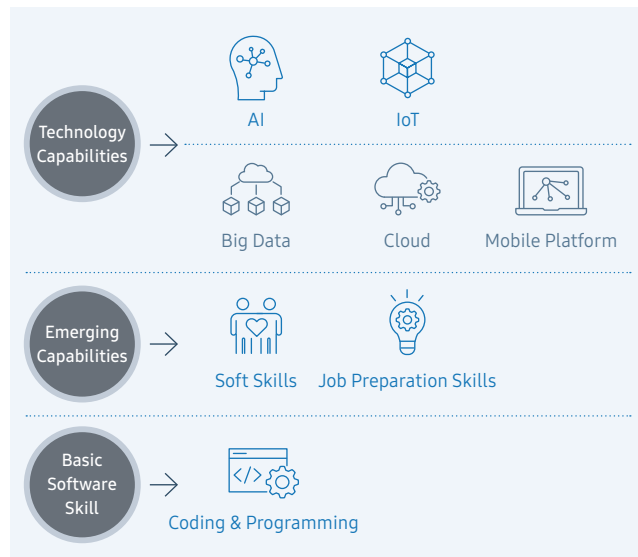 Technology
Capabilities
AI
IoT
Big Data
Cloud
Mobile Platform
Emerging
Capabilities
Soft Skills
Job Preparation Skills
Basic
Software
Skill
</>
Coding & Programming